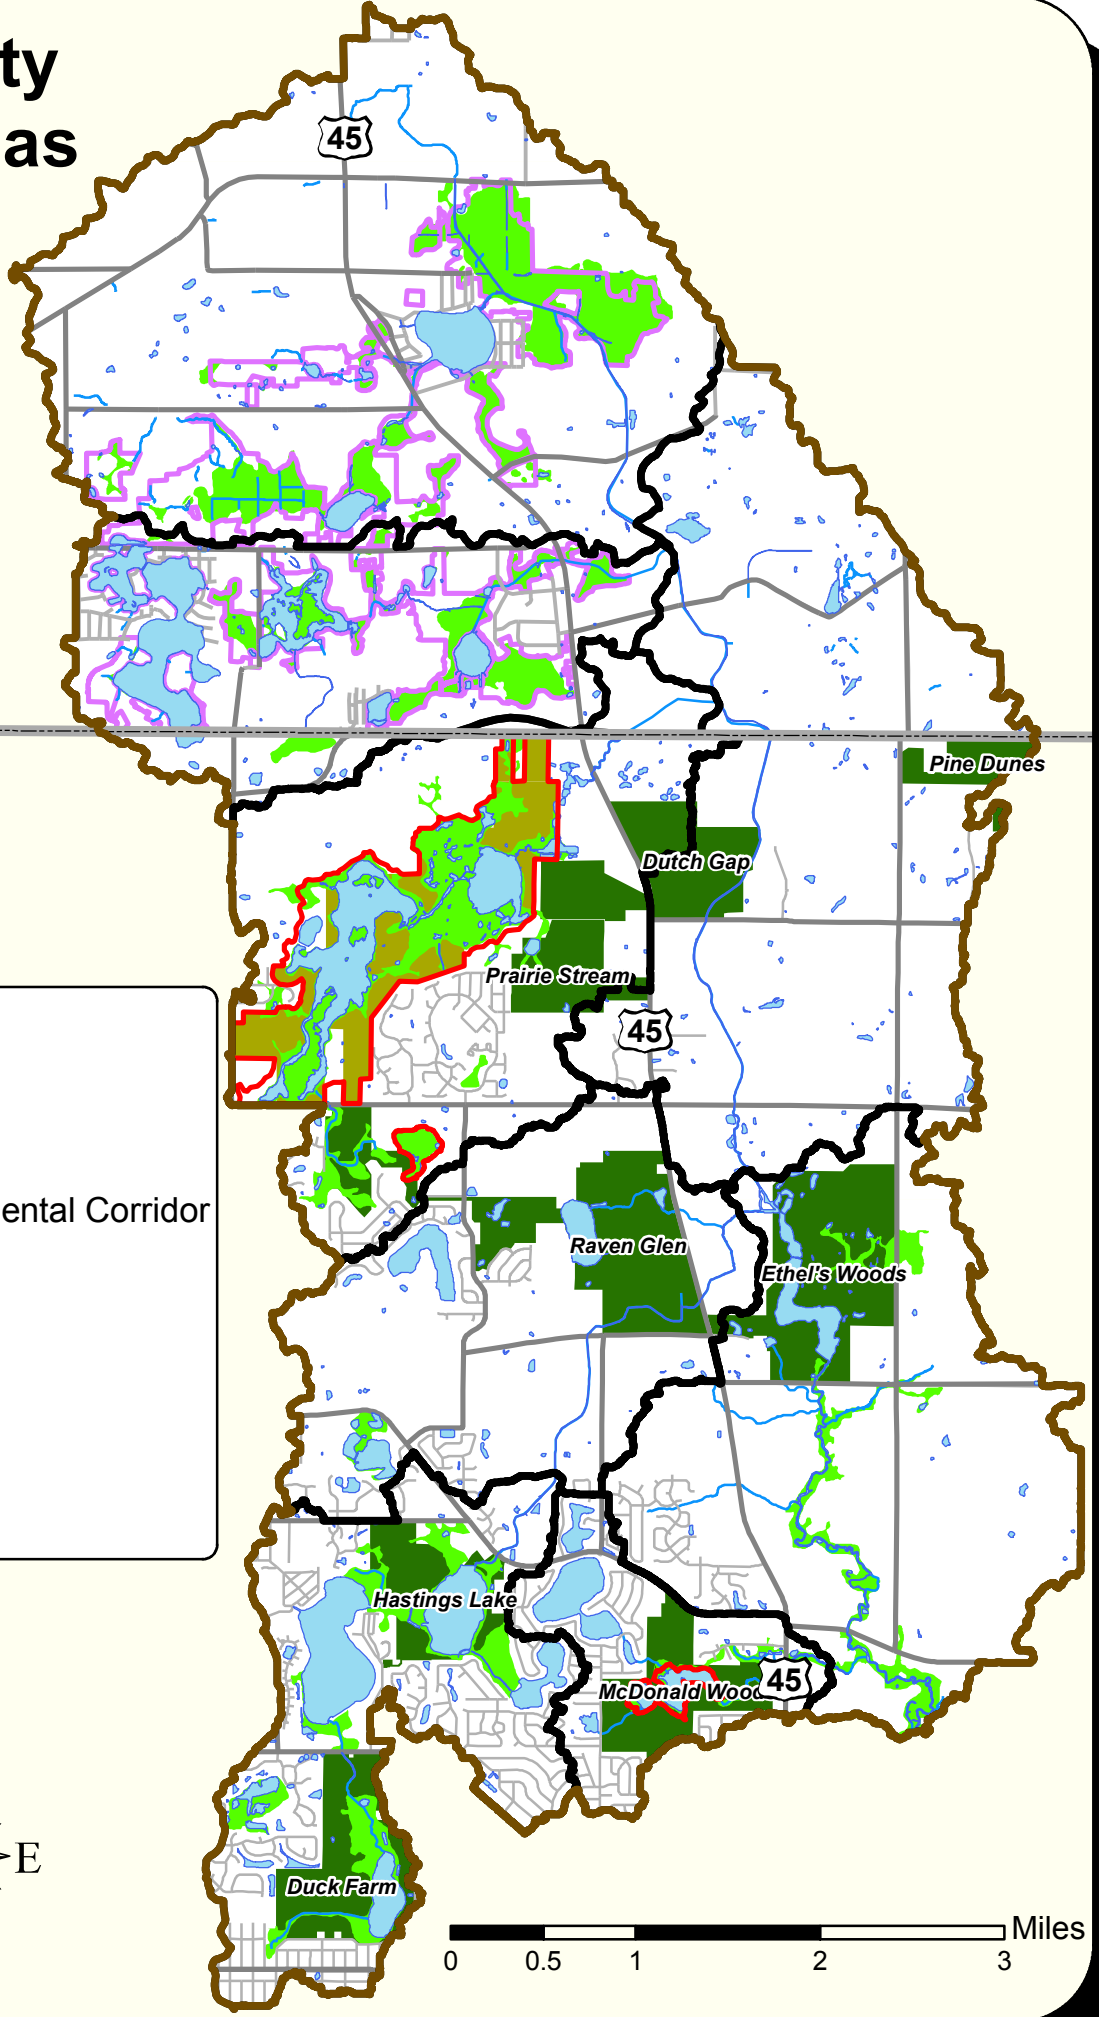 ty
as
45
Pine Dunes
Dutch Gap
Prairie Stream
45
ental Corridor
Raven Glen
Ethel's Woods
Hastings Lake
McDonald Wood
45
E
Duck Farm
Miles
0 0.5 1 2 3